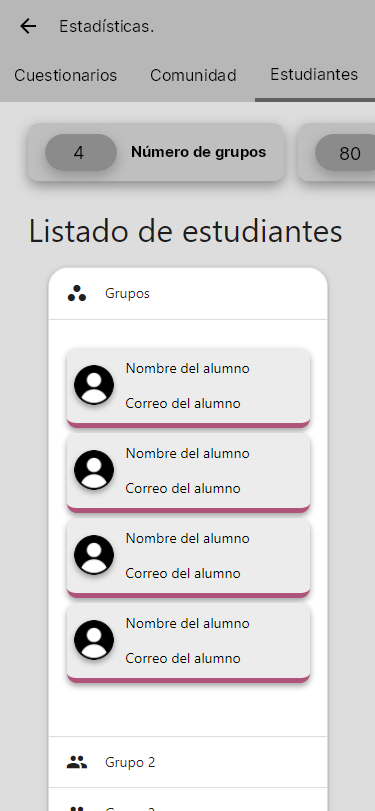 Estadísticas.
Cuestionarios
Comunidad
Estudiantes
4 Número de grupos
80
Listado de estudiantes
Grupos
Nombre del alumno
Correo del alumno
Nombre del alumno
Correo del alumno
Nombre del alumno
Correo del alumno
Nombre del alumno
Correo del alumno
Grupo 2